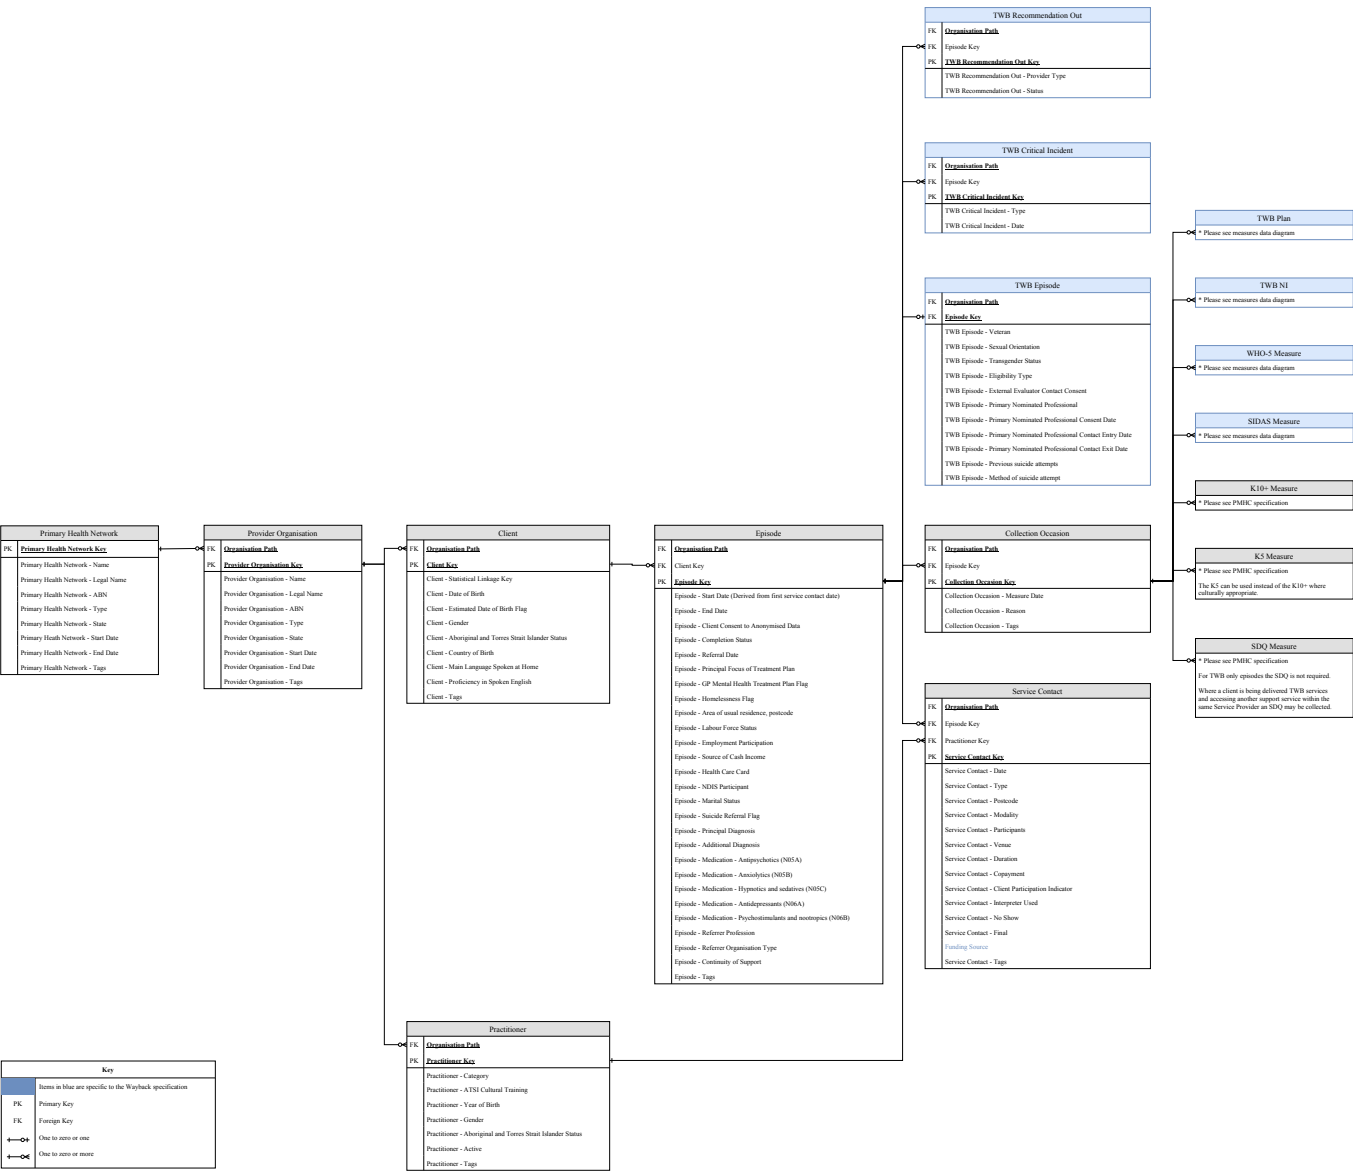 TWB Recommendation Out
FK Organisation Path
FK Episode Key
PK TWB Recommendation Out Key
TWB Recommendation Out - Provider Type
TWB Recommendation Out - Status
TWB Critical Incident
FK Organisation Path
FK Episode Key
PK TWB Critical Incident Key
TWB Critical Incident - Type
TWB Critical Incident - Date
TWB Plan
* Please see measures data diagram
TWB Episode
FK Organisation Path
FK Episode Key
TWB Episode - Veteran
TWB Episode - Sexual Orientation
TWB Episode - Transgender Status
TWB Episode - Eligibility Type
TWB Episode - External Evaluator Contact Consent
TWB Episode - Primary Nominated Professional
TWB Episode - Primary Nominated Professional Consent Date
TWB Episode - Primary Nominated Professional Contact Entry Date
TWB Episode - Primary Nominated Professional Contact Exit Date
TWB Episode - Previous suicide attempts
TWB Episode - Method of suicide attempt
TWB NI
* Please see measures data diagram
WHO-5 Measure
* Please see measures data diagram
SIDAS Measure
* Please see measures data diagram
K10+ Measure
* Please see PMHC specification
Primary Health Network
PK Primary Health Network Key
Primary Health Network - Name
Primary Health Network - Legal Name
Primary Health Network - ABN
Primary Health Network - Type
Primary Health Network - State
Primary Heath Network - Start Date
Primary Health Network - End Date
Primary Health Network - Tags
Provider Organisation
FK Organisation Path
PK Provider Organisation Key
Provider Organisation - Name
Provider Organisation - Legal Name
Provider Organisation - ABN
Provider Organisation - Type
Provider Organisation - State
Provider Organisation - Start Date
Provider Organisation - End Date
Provider Organisation - Tags
Client
FK Organisation Path
PK Client Key
Client - Statistical Linkage Key
Client - Date of Birth
Client - Estimated Date of Birth Flag
Client - Gender
Client - Aboriginal and Torres Strait Islander Status
Client - Country of Birth
Client - Main Language Spoken at Home
Client - Proficiency in Spoken English
Client - Tags
Episode
FK Organisation Path
FK Client Key
PK Episode Key
Episode - Start Date (Derived from first service contact date)
Episode - End Date
Episode - Client Consent to Anonymised Data
Episode - Completion Status
Episode - Referral Date
Episode - Principal Focus of Treatment Plan
Episode - GP Mental Health Treatment Plan Flag
Episode - Homelessness Flag
Episode - Area of usual residence, postcode
Episode - Labour Force Status
Episode - Employment Participation
Episode - Source of Cash Income
Episode - Health Care Card
Episode - NDIS Participant
Episode - Marital Status
Episode - Suicide Referral Flag
Episode - Principal Diagnosis
Episode - Additional Diagnosis
Episode - Medication - Antipsychotics (N05A)
Episode - Medication - Anxiolytics (N05B)
Episode - Medication - Hypnotics and sedatives (N05C)
Episode - Medication - Antidepressants (N06A)
Episode - Medication - Psychostimulants and nootropics (N06B)
Episode - Referrer Profession
Episode - Referrer Organisation Type
Episode - Continuity of Support
Episode - Tags
Collection Occasion
FK Organisation Path
FK Episode Key
PK Collection Occasion Key
Collection Occasion - Measure Date
Collection Occasion - Reason
Collection Occasion - Tags
K5 Measure
* Please see PMHC specification
The K5 can be used instead of the K10+ where
culturally appropriate.
SDQ Measure
* Please see PMHC specification
For TWB only episodes the SDQ is not required.
Where a client is being delivered TWB services
and accessing another support service within the
same Service Provider an SDQ may be collected.
Service Contact
FK Organisation Path
FK Episode Key
FK Practitioner Key
PK Service Contact Key
Service Contact - Date
Service Contact - Type
Service Contact - Postcode
Service Contact - Modality
Service Contact - Participants
Service Contact - Venue
Service Contact - Duration
Service Contact - Copayment
Service Contact - Client Participation Indicator
Service Contact - Interpreter Used
Service Contact - No Show
Service Contact - Final
Funding Source
Service Contact - Tags
Practitioner
FK Organisation Path
PK Practitioner Key
Practitioner - Category
Practitioner - ATSI Cultural Training
Practitioner - Year of Birth
Practitioner - Gender
Practitioner - Aboriginal and Torres Strait Islander Status
Practitioner - Active
Practitioner - Tags
Key
Items in blue are specific to the Wayback specification
PK Primary Key
FK Foreign Key
One to zero or one
One to zero or more